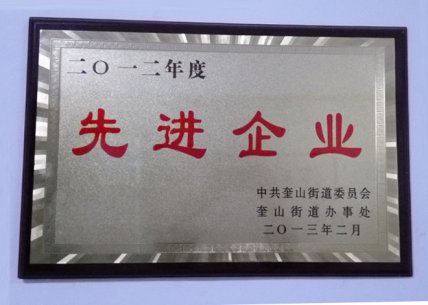 二〇一二年度
先进企业
中共奎山街道委员会
奎山街道办事处
二〇一三年二月